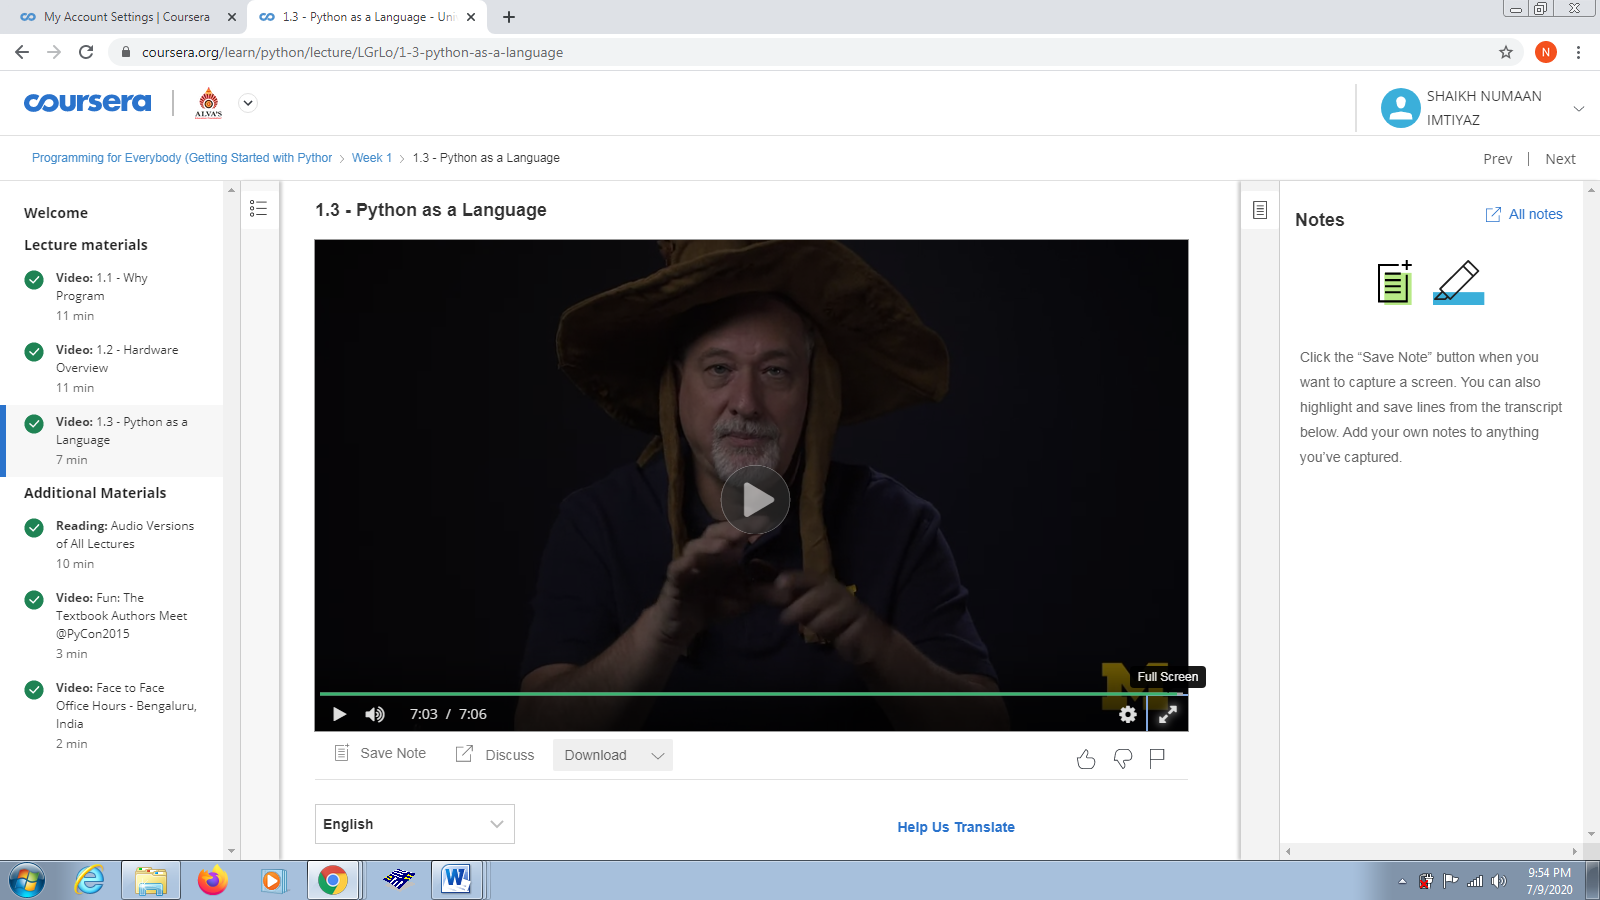 My Account Settings | Coursera
1.3 - Python as a Language - Uni
coursera.org/learn/python/lecture/LGrLo/1-3-python-as-a-language
N
coursera
ALVA'S
SHAIKH NUMAAN
IMTIYAZ
Programming for Everybody (Getting Started with Python
Week 1
1.3 - Python as a Language
Prev
Next
Welcome
Lecture materials
Video: 1.1 - Why
Program
11 min
Video: 1.2 - Hardware
Overview
11 min
Video: 1.3 - Python as a
Language
7 min
Additional Materials
Reading: Audio Versions
of All Lectures
10 min
Video: Fun: The
Textbook Authors Meet
@PyCon2015
3 min
Video: Face to Face
Office Hours - Bengaluru,
India
2 min
1.3 - Python as a Language
M
Full Screen
7:03 / 7:06
Save Note
Discuss
Download
English
Help Us Translate
Notes
All notes
Click the “Save Note” button when you
want to capture a screen. You can also
highlight and save lines from the transcript
below. Add your own notes to anything
you’ve captured.
9:54 PM
7/9/2020